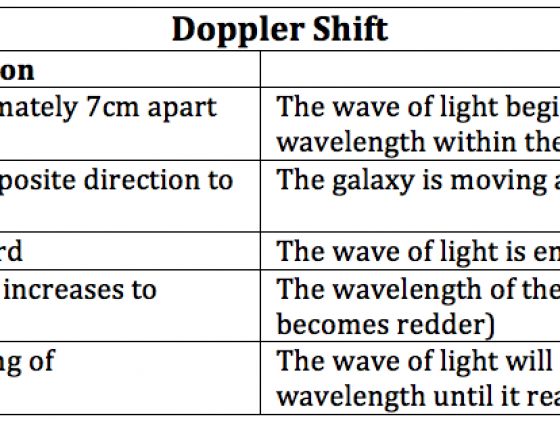 Doppler Shift
on
mately 7cm apart
The wave of light begi
wavelength within the
posite direction to
The galaxy is moving a
rd
The wave of light is en
increases to
The wavelength of the
becomes redder)
ng of
The wave of light will
wavelength until it rea